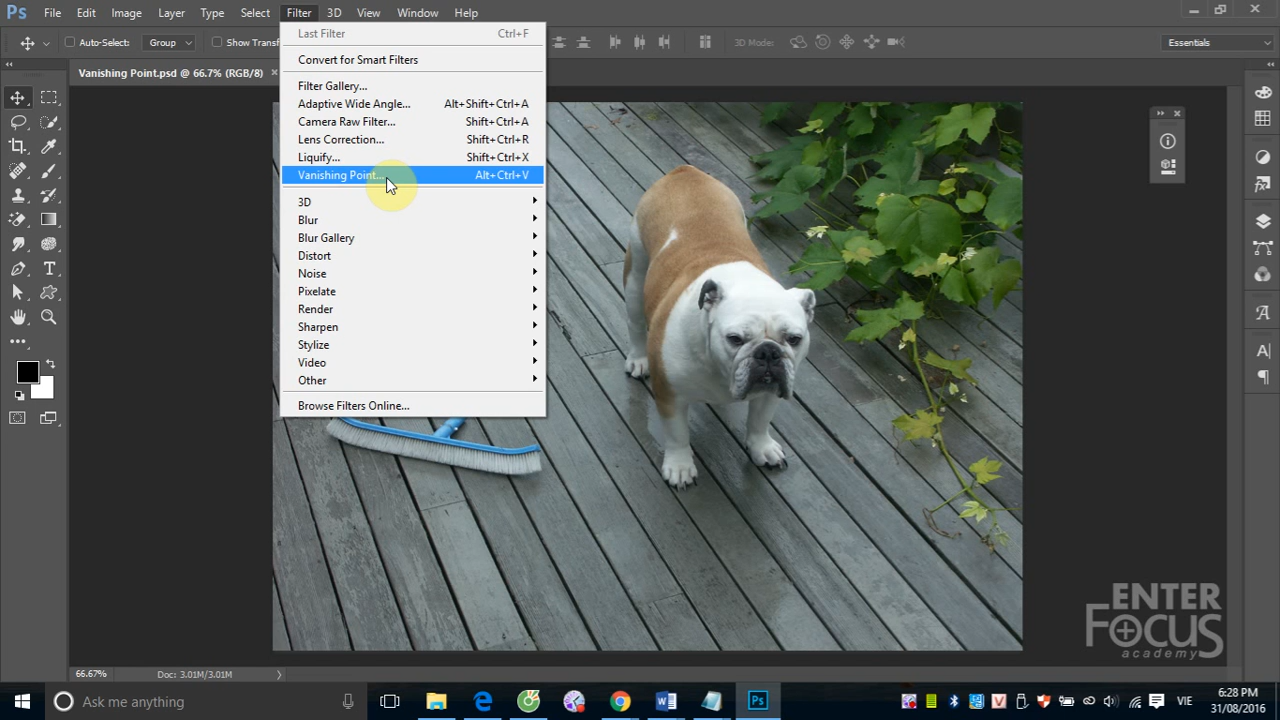 Ps File Edit Image Layer Type Select Filter 3D View Window Help
Auto-Select: Group Show Transf 3D Mode: Essentials
Vanishing Point.psd @ 66.7% (RGB/8)
Last Filter Ctrl+F
Convert for Smart Filters
Filter Gallery...
Adaptive Wide Angle... Alt+Shift+Ctrl+A
Camera Raw Filter... Shift+Ctrl+A
Lens Correction... Shift+Ctrl+R
Liquify... Shift+Ctrl+X
Vanishing Point... Alt+Ctrl+V
3D
Blur
Blur Gallery
Distort
Noise
Pixelate
Render
Sharpen
Stylize
Video
Other
Browse Filters Online...
ENTER
FOCUS
academy
66.67% Doc: 3.01M/3.01M
Ask me anything
Ps
VIE
6:28 PM
31/08/2016